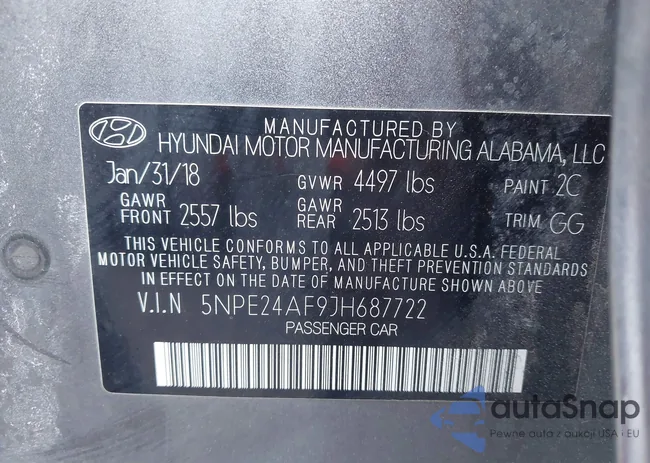 MANUFACTURED BY
HYUNDAI MOTOR MANUFACTURING ALABAMA, LLC
Jan/31/18 GVWR 4497 lbs PAINT 2C
GAWR FRONT 2557 lbs GAWR REAR 2513 lbs TRIM GG
THIS VEHICLE CONFORMS TO ALL APPLICABLE U.S.A. FEDERAL
MOTOR VEHICLE SAFETY, BUMPER, AND THEFT PREVENTION STANDARDS
IN EFFECT ON THE DATE OF MANUFACTURE SHOWN ABOVE
V.I.N 5NPE24AF9JH687722
PASSENGER CAR
autaSnap
Pewne auta z aukcji USA i EU